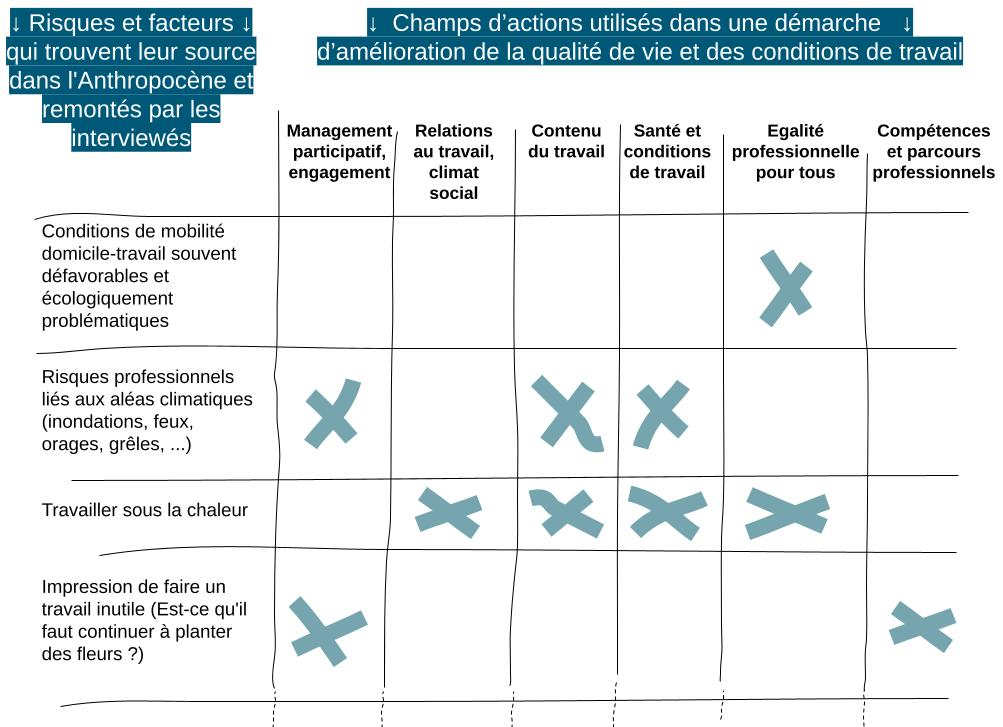 ↓ Risques et facteurs ↓
qui trouvent leur source
dans l'Anthropocène et
remontés par les
interviewés
↓ Champs d’actions utilisés dans une démarche ↓
d’amélioration de la qualité de vie et des conditions de travail
Management
participatif,
engagement
Relations
au travail,
climat
social
Contenu
du travail
Santé et
conditions
de travail
Egalité
professionnelle
pour tous
Compétences
et parcours
professionnels
Conditions de mobilité
domicile-travail souvent
défavorables et
écologiquement
problématiques
Risques professionnels
liés aux aléas climatiques
(inondations, feux,
orages, grêles, ...)
Travailler sous la chaleur
Impression de faire un
travail inutile (Est-ce qu'il
faut continuer à planter
des fleurs ?)